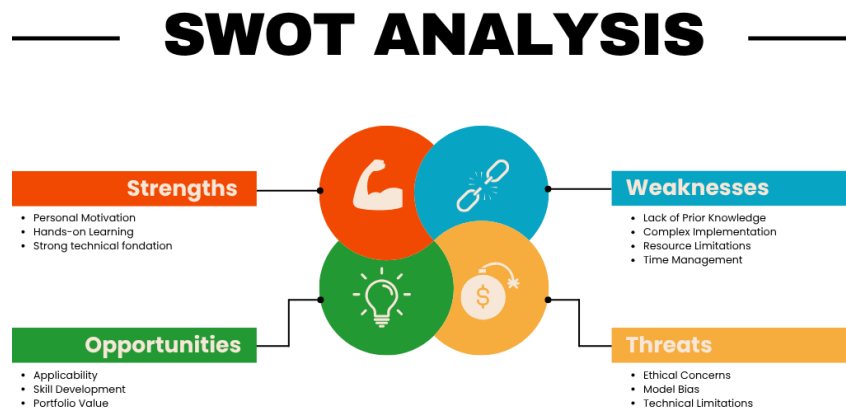 SWOT ANALYSIS
Strengths
• Personal Motivation
• Hands-on Learning
• Strong technical fondation
Weaknesses
• Lack of Prior Knowledge
• Complex Implementation
• Resource Limitations
• Time Management
$
Opportunities
• Applicability
• Skill Development
• Portfolio Value
Threats
• Ethical Concerns
• Model Bias
• Technical Limitations